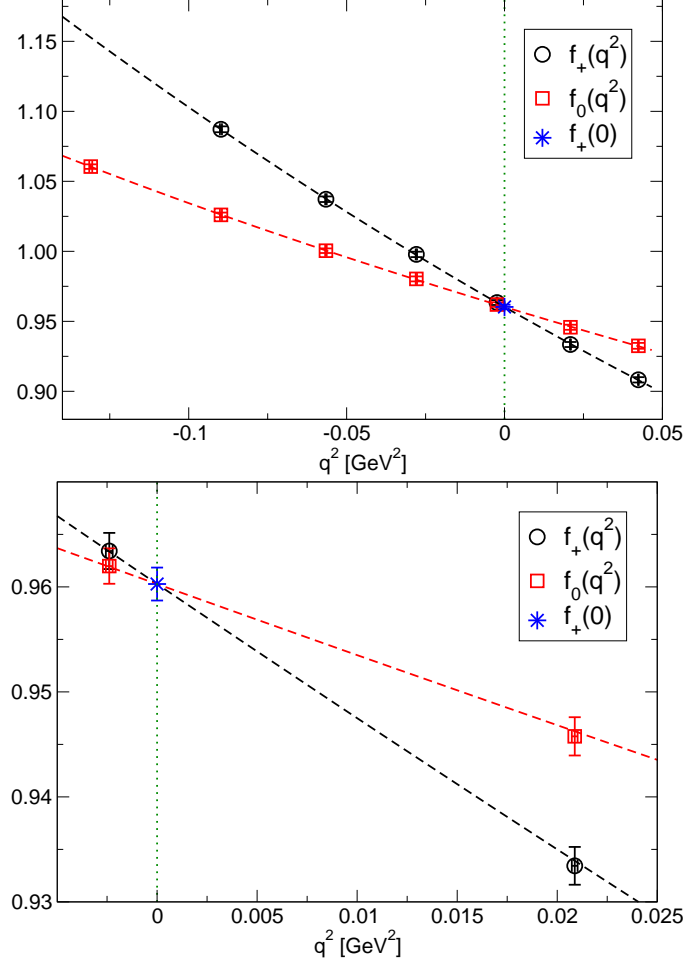 1.15
1.10
1.05
1.00
0.95
0.90
f₊(q²)
f₀(q²)
f₊(0)
-0.1 -0.05 0 0.05
q² [GeV²]
0.96
0.95
0.94
0.93
f₊(q²)
f₀(q²)
f₊(0)
0 0.005 0.01 0.015 0.02 0.025
q² [GeV²]